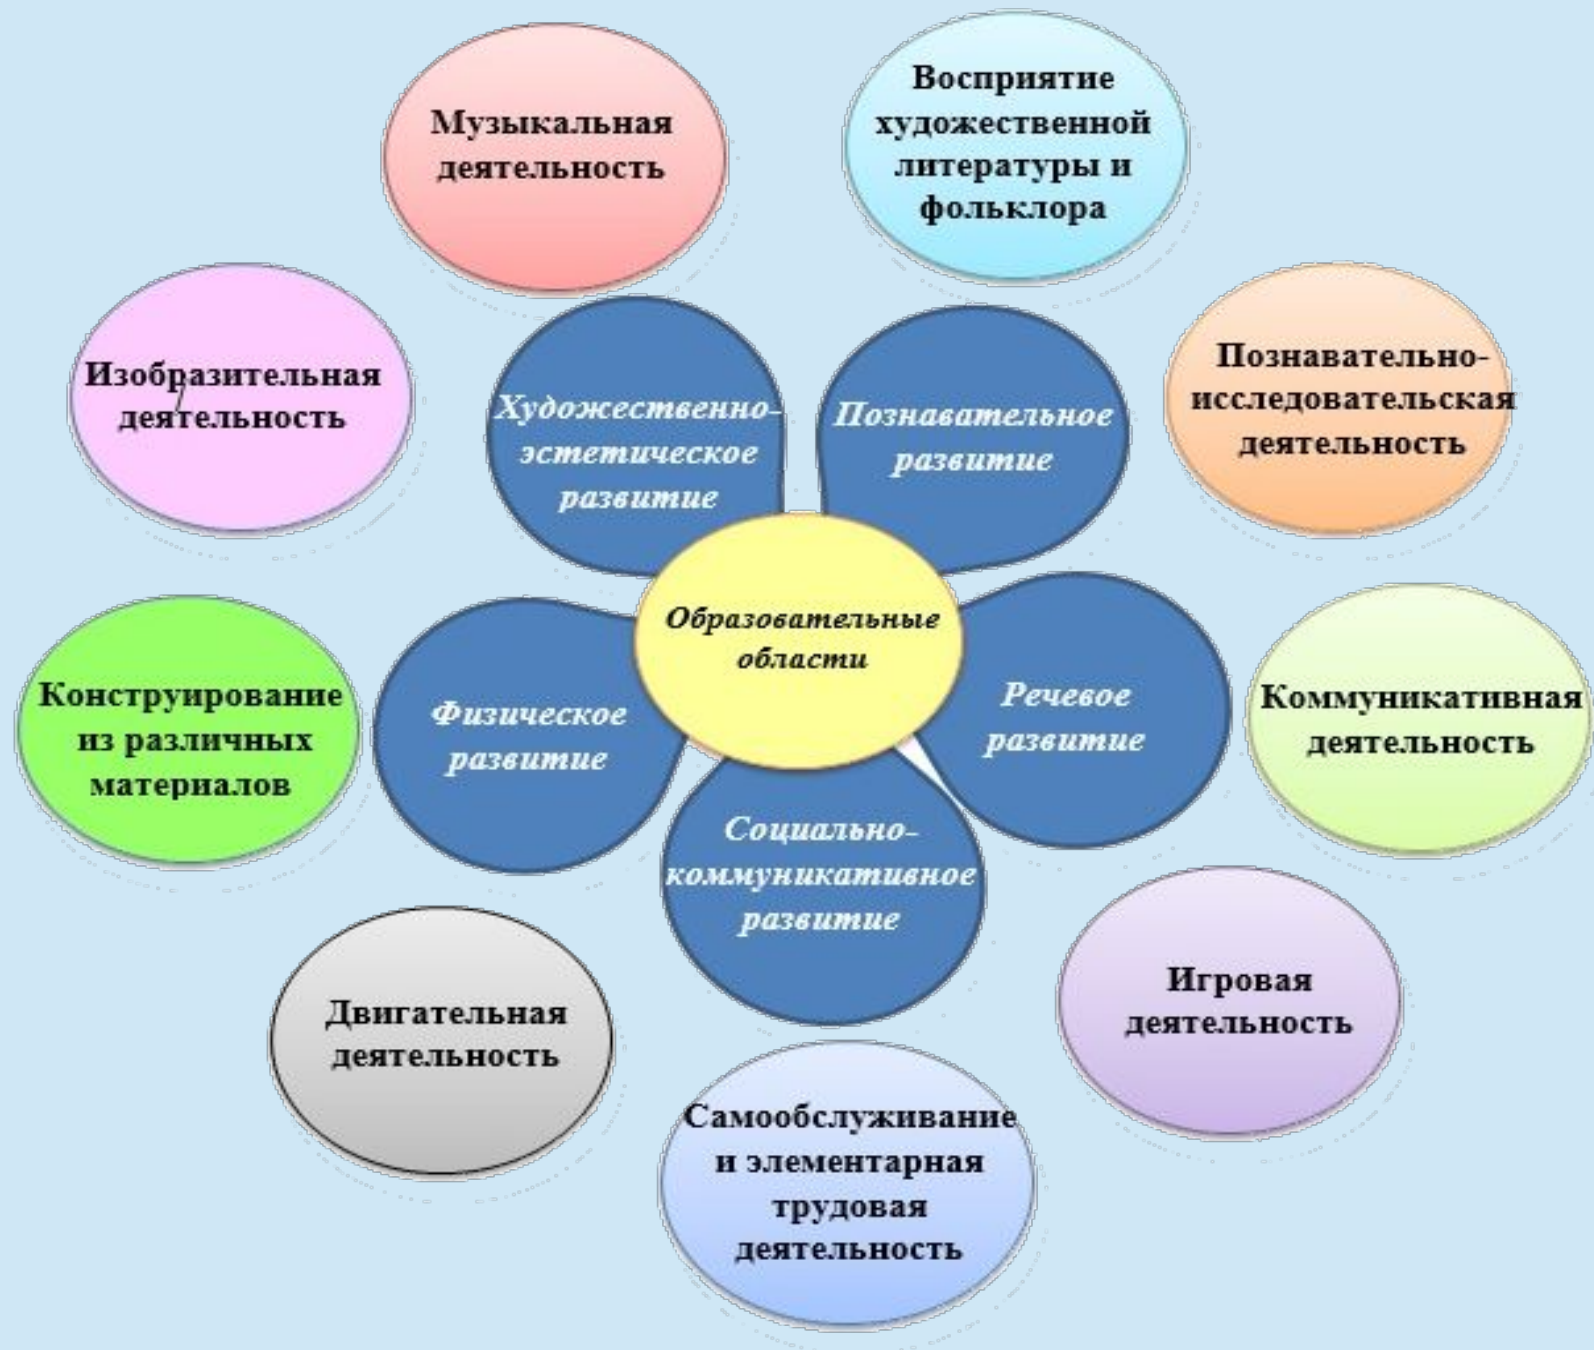 Музыкальная
деятельность
Восприятие
художественной
литературы и
фольклора
Изобразительная
деятельность
Познавательно-
исследовательская
деятельность
Художественно-
эстетическое
развитие
Познавательное
развитие
Образовательные
области
Конструирование
из различных
материалов
Физическое
развитие
Речевое
развитие
Коммуникативная
деятельность
Социально-
коммуникативное
развитие
Двигательная
деятельность
Игровая
деятельность
Самообслуживание
и элементарная
трудовая
деятельность